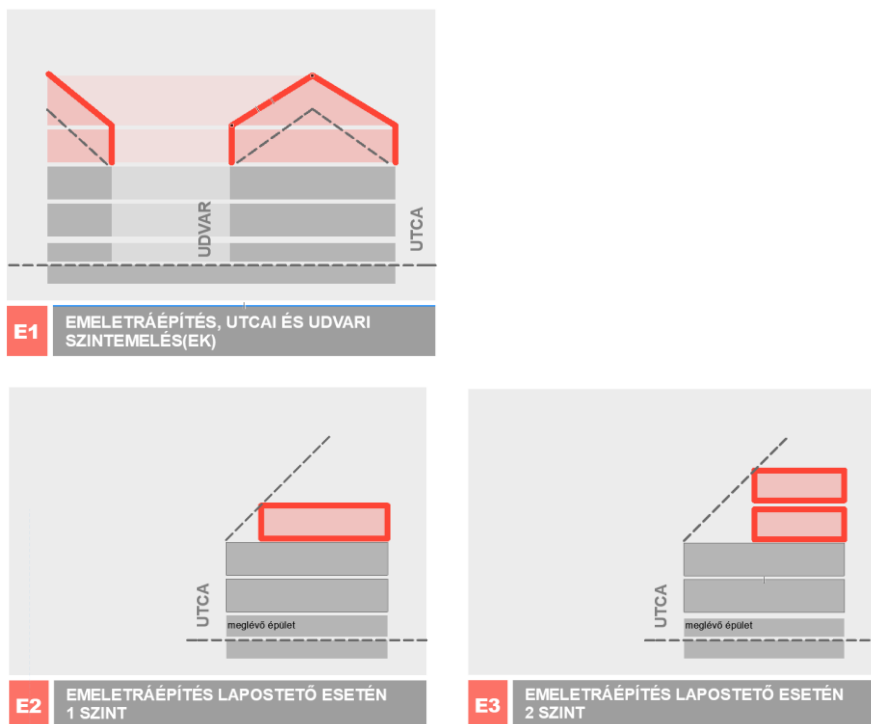 UDVAR
UTCA
E1
EMELETRÁÉPÍTÉS, UTCAI ÉS UDVARI
SZINTEMELÉS(EK)
UTCA
meglévő épület
E2
EMELETRÁÉPÍTÉS LAPOSTETŐ ESETÉN
1 SZINT
UTCA
meglévő épület
E3
EMELETRÁÉPÍTÉS LAPOSTETŐ ESETÉN
2 SZINT